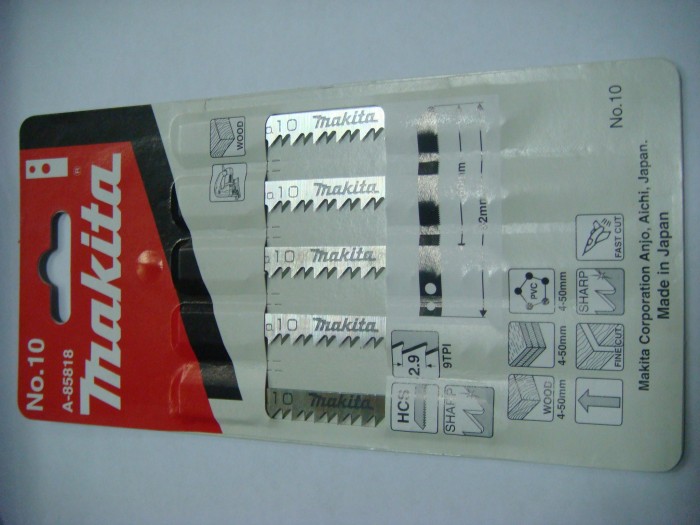 No.10
A-85818
Makita
®
WOOD
10 makita
10 makita
10 makita
10 makita
10 makita
2mm
HCS
2.9
9TPI
SHARP
WOOD
4-50mm
4-50mm
PVC
4-50mm
FINE CUT
SHARP
FAST CUT
Makita Corporation Anjo, Aichi, Japan.
Made in Japan
No.10